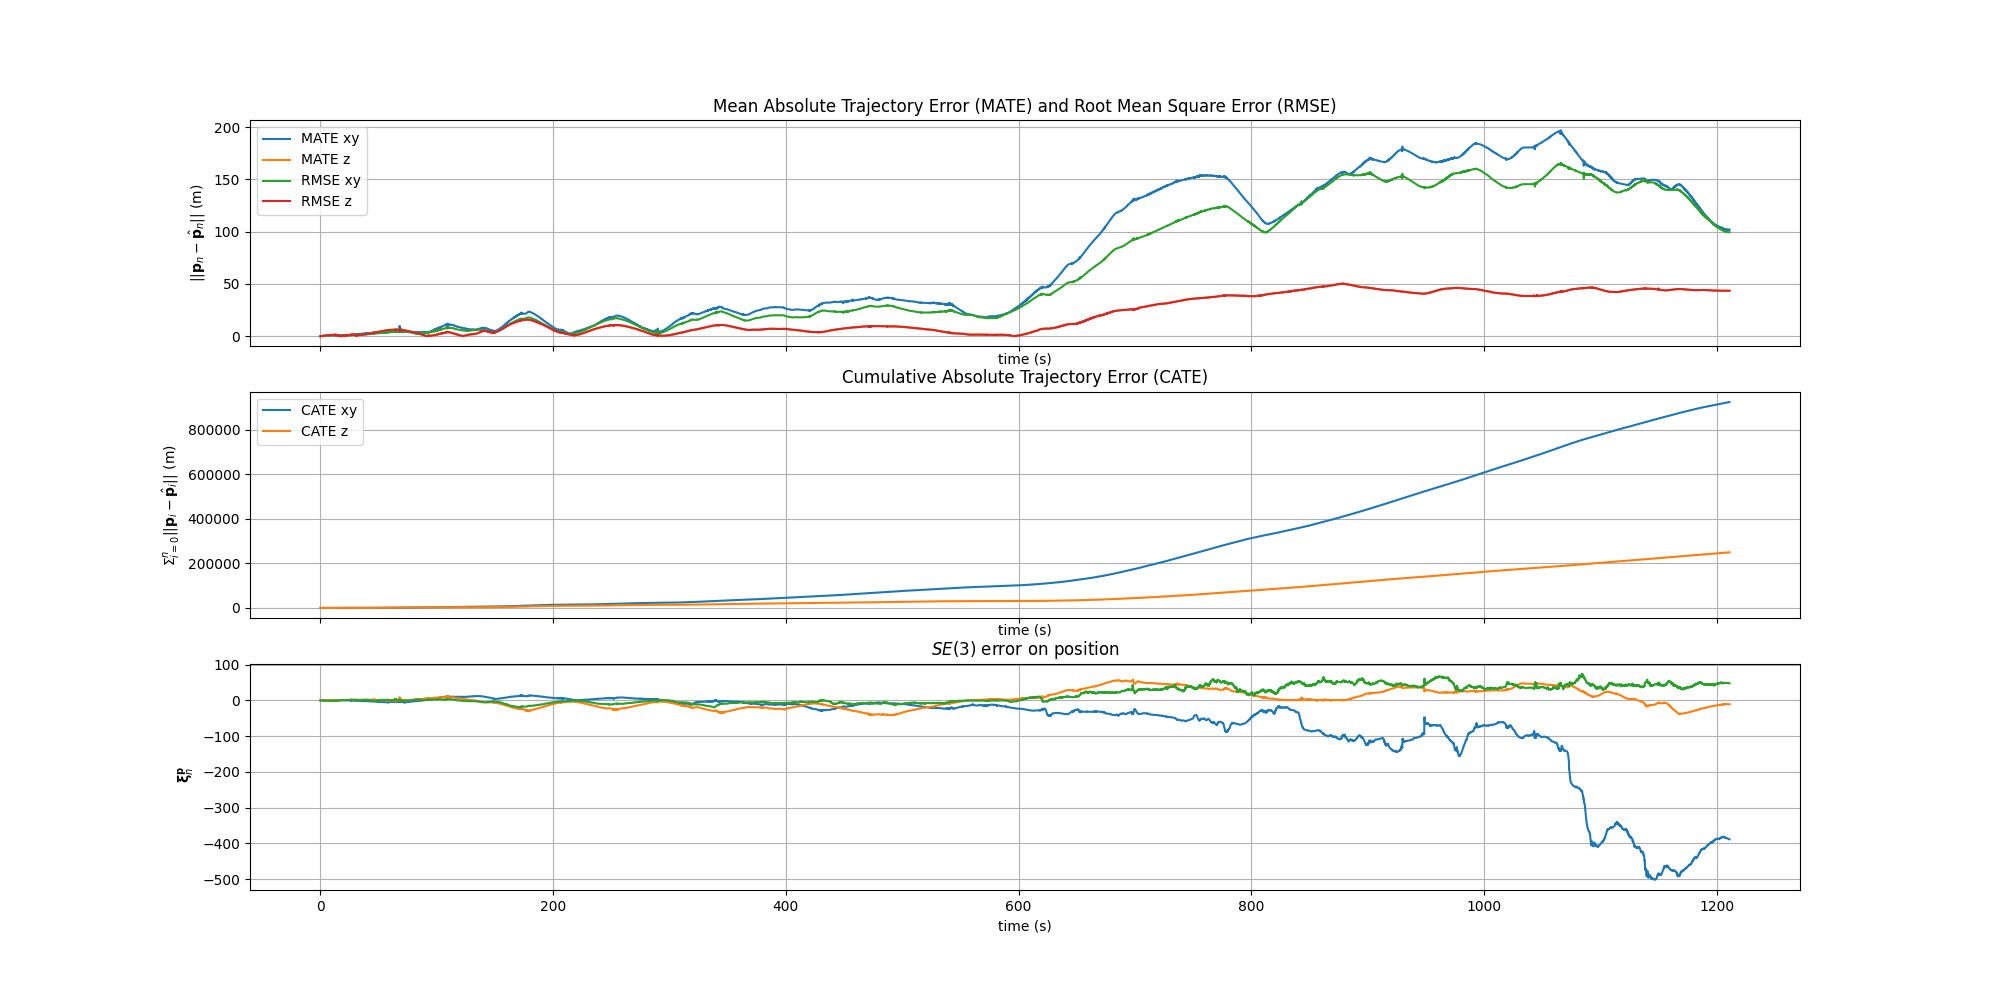 Mean Absolute Trajectory Error (MATE) and Root Mean Square Error (RMSE)
200
150
100
50
0
||𝐩ₙ − 𝐩̂ₙ|| (m)
MATE xy
MATE z
RMSE xy
RMSE z
time (s)
Cumulative Absolute Trajectory Error (CATE)
800000
600000
400000
200000
0
Σⁿᵢ₌₀||𝐩ᵢ − 𝐩̂ᵢ|| (m)
CATE xy
CATE z
time (s)
SE(3) error on position
100
0
−100
−200
−300
−400
−500
𝛏ₙ^𝐩
0 200 400 600 800 1000 1200
time (s)